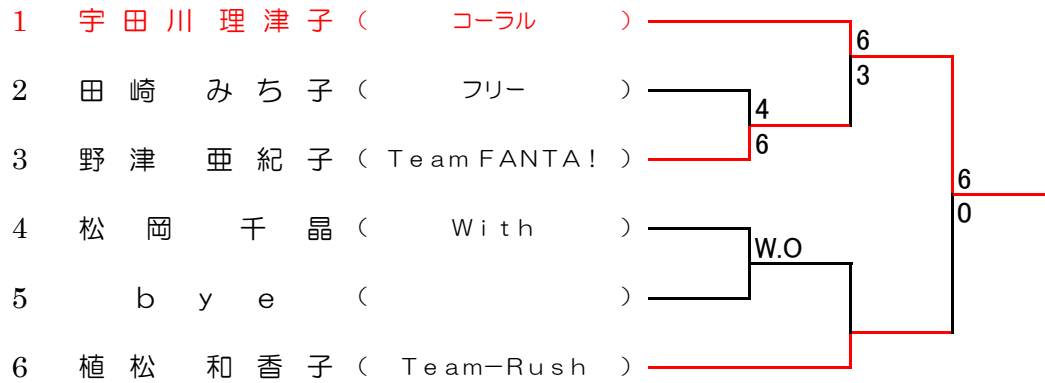 1 宇田川 理津子 ( コーラル ) 6
2 田崎 みち子 ( フリー ) 4 3
3 野津 亜紀子 ( Team FANTA! ) 6 6
4 松岡 千晶 ( With ) 0
W.O
5 bye ( )
6 植松 和香子 ( Team-Rush )